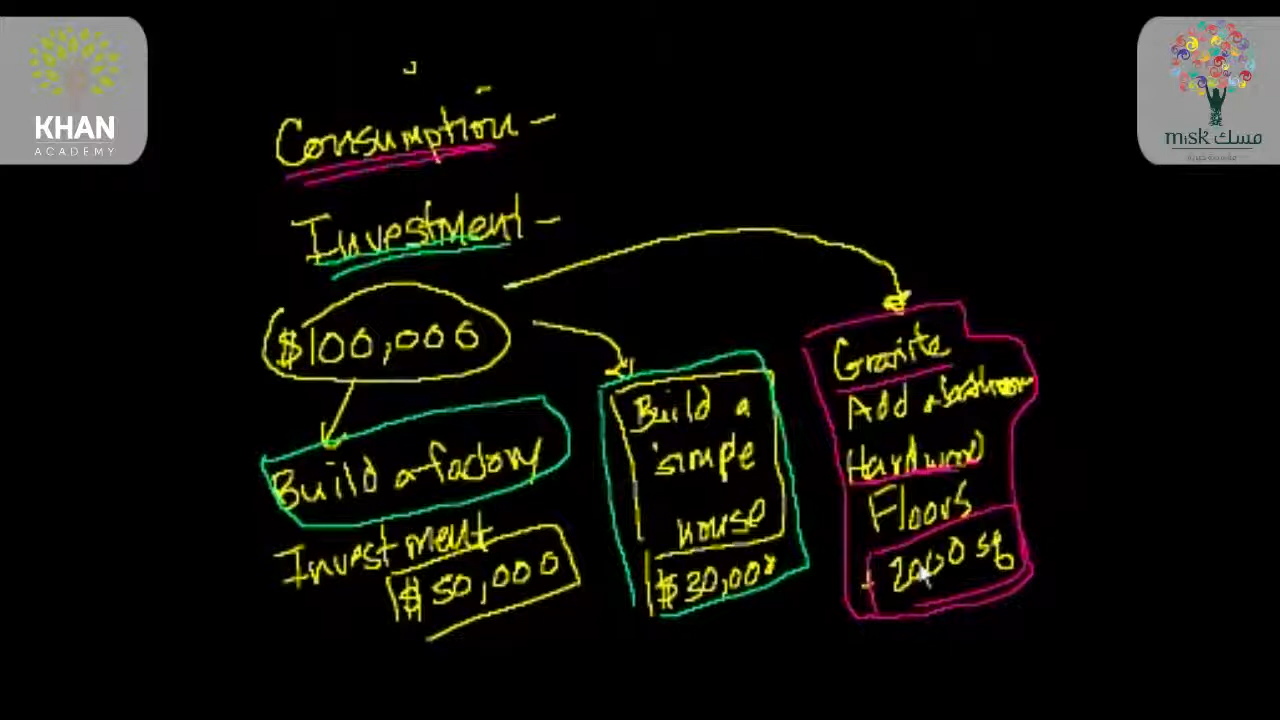 KHAN
ACADEMY
misk مسك
Consumption -
Investment -
$100,000
Build a factory
Investment
$50,000
Build a
simple
house
$30,000
Granite
Add a bathroom
Hardwood
Floors
+ 2000 sq